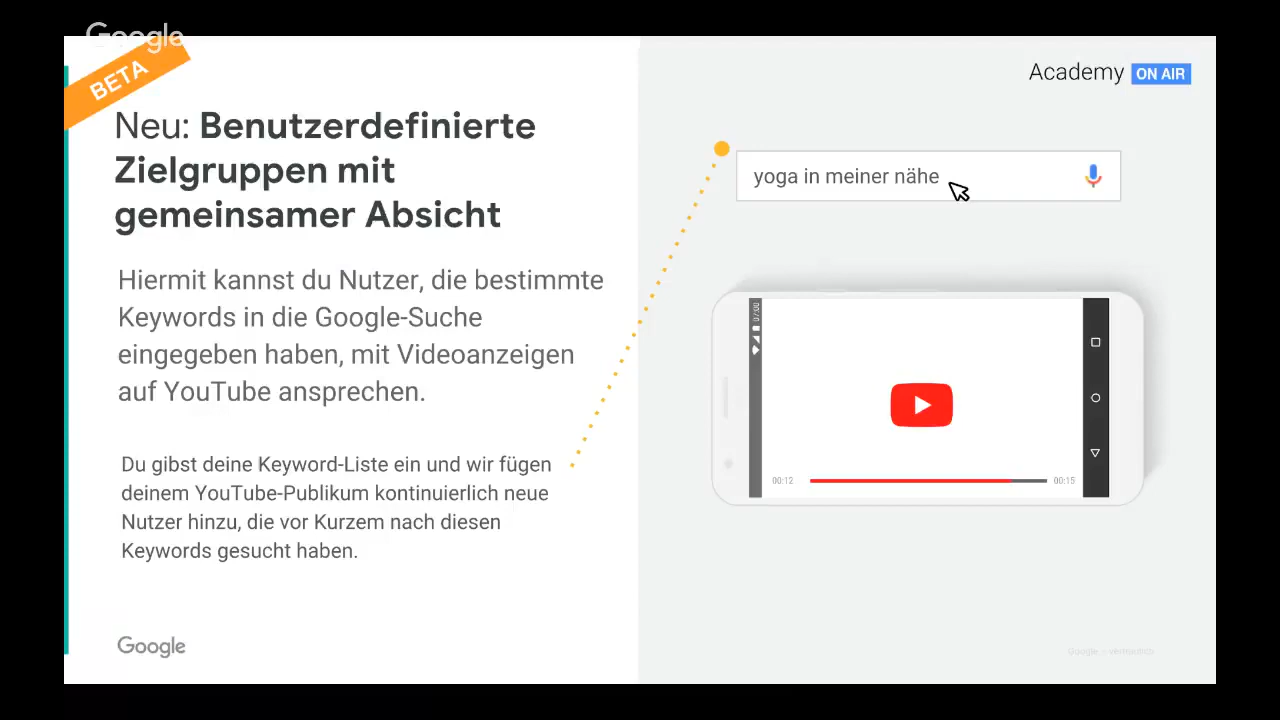 Google
BETA
Academy ON AIR
Neu: Benutzerdefinierte
Zielgruppen mit
gemeinsamer Absicht
Hiermit kannst du Nutzer, die bestimmte
Keywords in die Google-Suche
eingegeben haben, mit Videoanzeigen
auf YouTube ansprechen.
Du gibst deine Keyword-Liste ein und wir fügen
deinem YouTube-Publikum kontinuierlich neue
Nutzer hinzu, die vor Kurzem nach diesen
Keywords gesucht haben.
Google
yoga in meiner nähe
07:00
00:12
00:15